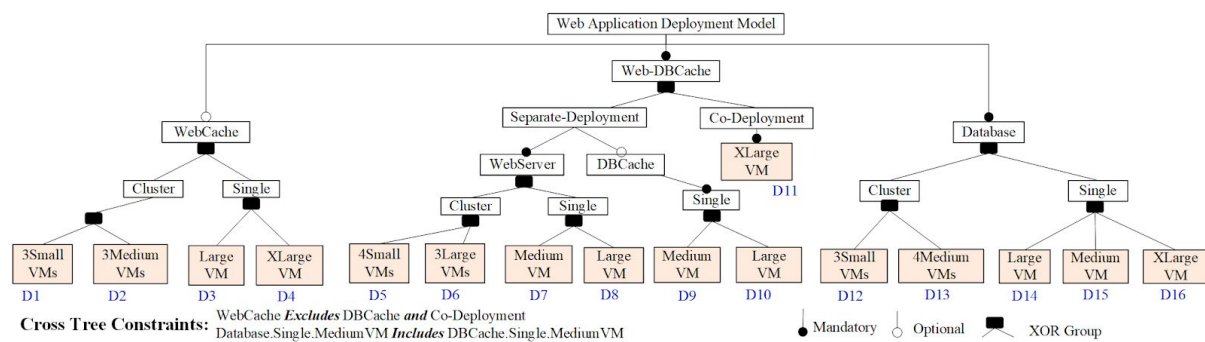 Web Application Deployment Model
Web-DBCache
Separate-Deployment
Co-Deployment
WebCache
Database
WebServer
DBCache
XLarge
VM
D11
Cluster
Single
Cluster
Single
Single
Cluster
Single
3Small
VMs
3Medium
VMs
Large
VM
XLarge
VM
4Small
VMs
3Large
VMs
Medium
VM
Large
VM
Medium
VM
Large
VM
3Small
VMs
4Medium
VMs
Large
VM
Medium
VM
XLarge
VM
D1
D2
D3
D4
D5
D6
D7
D8
D9
D10
D12
D13
D14
D15
D16
Cross Tree Constraints:
WebCache Excludes DBCache and Co-Deployment
Database.Single.MediumVM Includes DBCache.Single.MediumVM
Mandatory
Optional
XOR Group